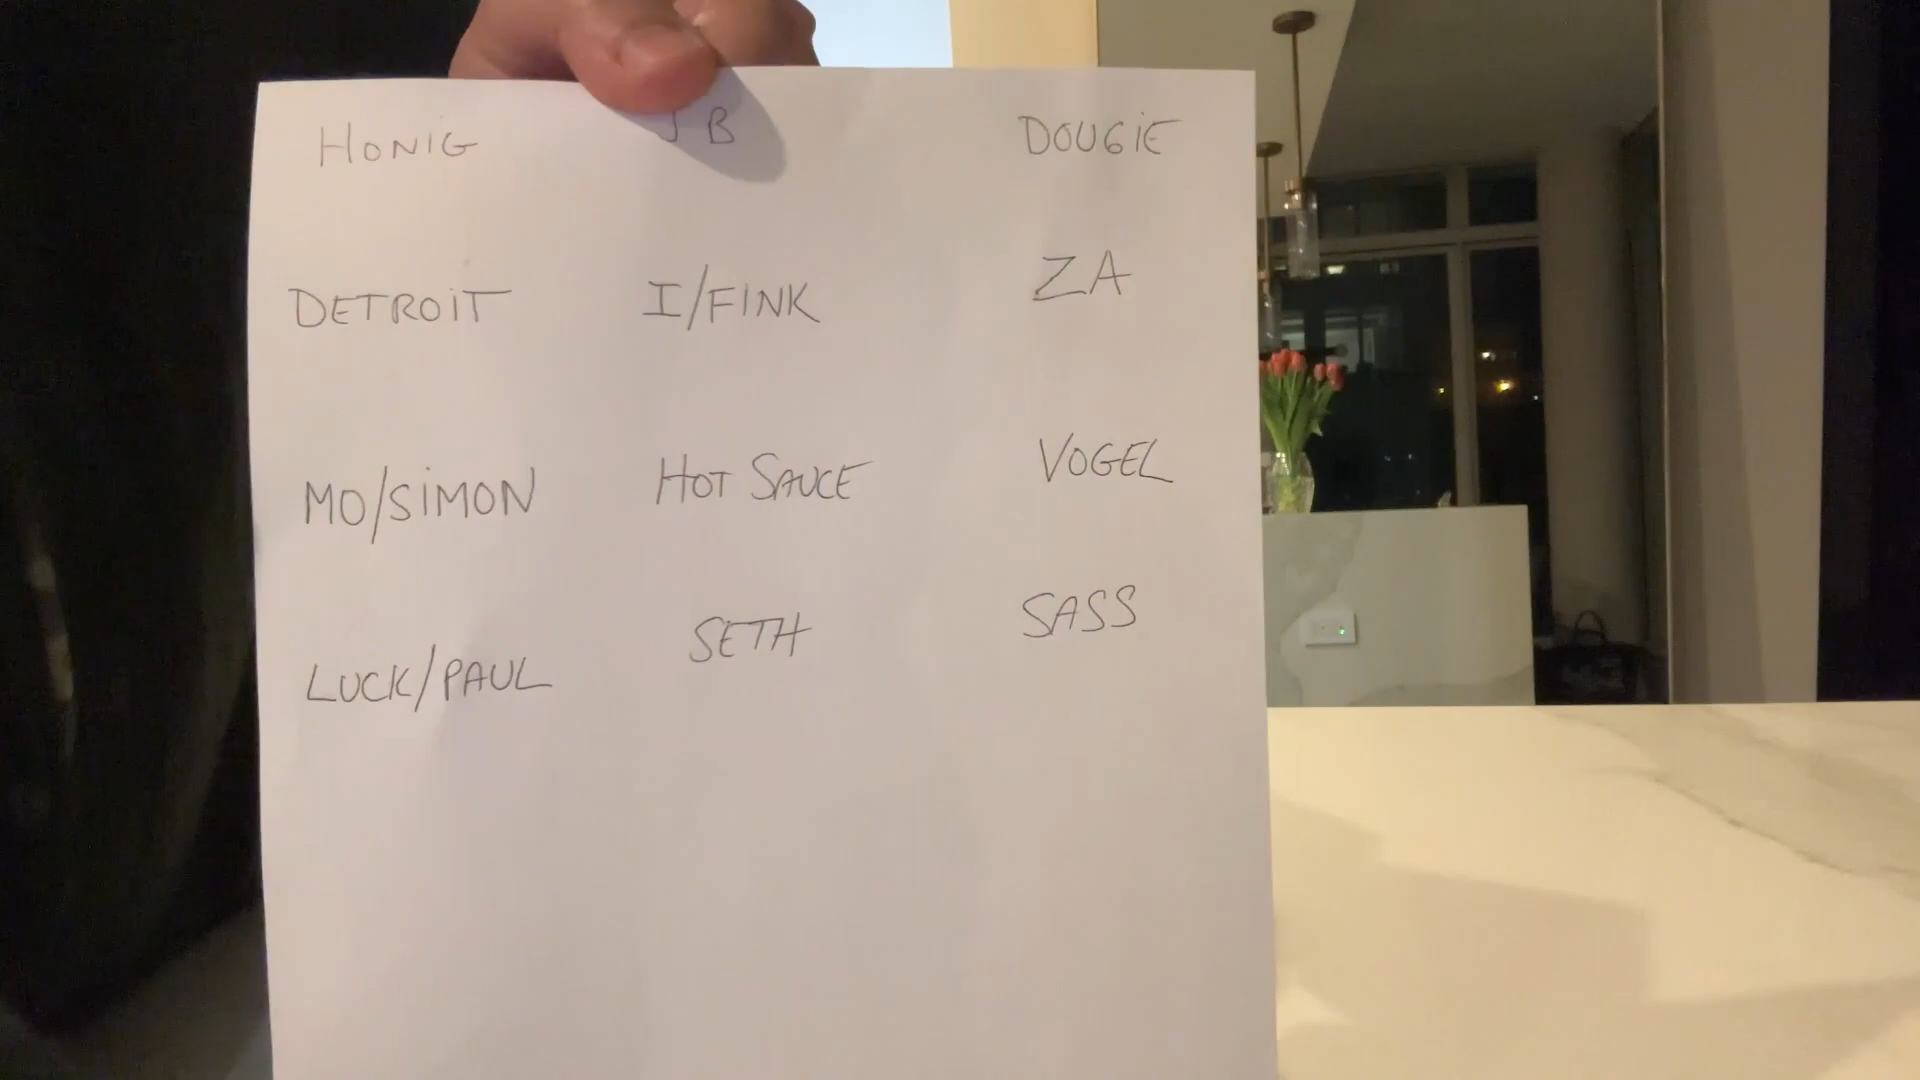 HONIG JB DOUGIE
DETROIT I/FINK ZA
MO/SIMON HOT SAUCE VOGEL
LUCK/PAUL SETH SASS